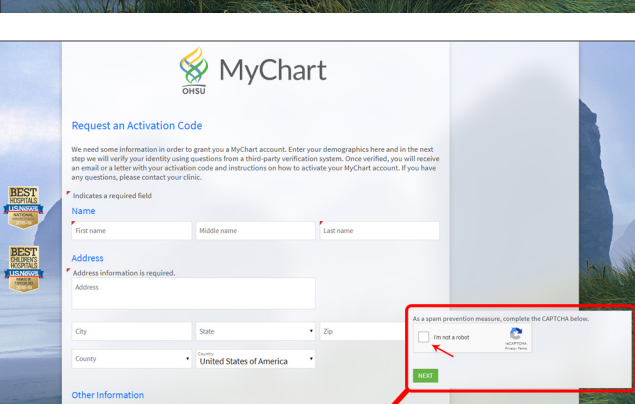 OHSU
MyChart
Request an Activation Code
We need some information in order to grant you a MyChart account. Enter your demographics here and in the next
step we will verify your identity using questions from a third-party verification system. Once verified, you will receive
an email or a letter with your activation code and instructions on how to activate your MyChart account. If you have
any questions, please contact your clinic.
Indicates a required field
Name
First name
Middle name
Last name
Address
Address information is required.
Address
City
State
Zip
County
Country
United States of America
Other Information
BEST
HOSPITALS
U.S.NEWS
NATIONAL
BEST
CHILDREN'S
HOSPITALS
U.S.NEWS
As a spam prevention measure, complete the CAPTCHA below.
I'm not a robot
reCAPTCHA
Privacy - Terms
NEXT